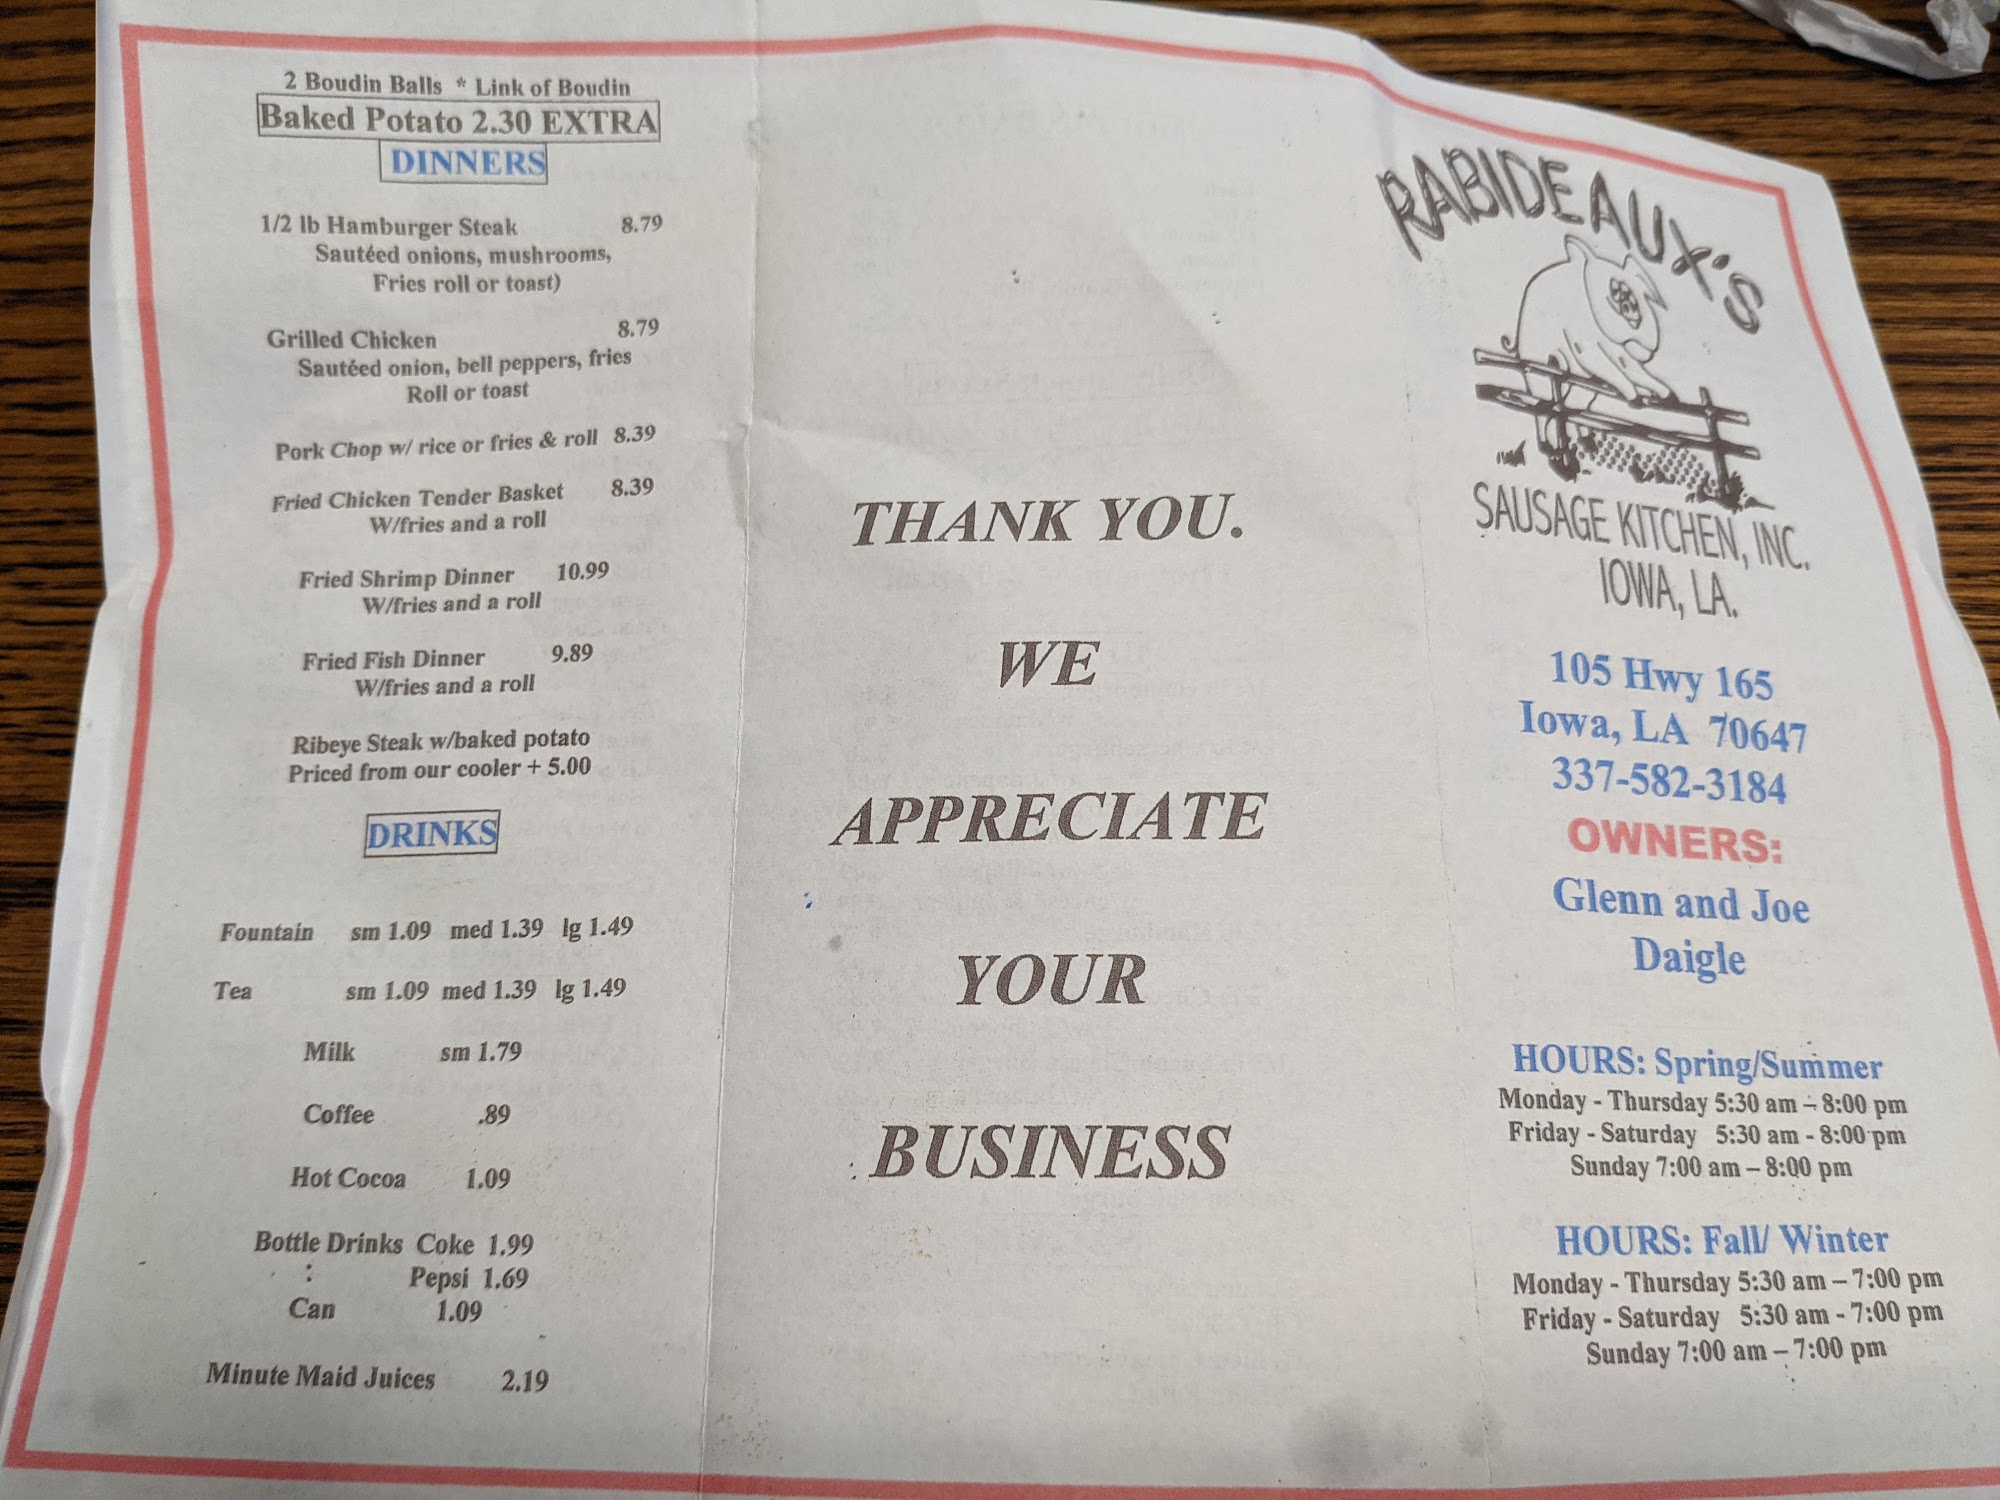 2 Boudin Balls * Link of Boudin
Baked Potato 2.30 EXTRA
DINNERS
1/2 lb Hamburger Steak 8.79
Sautéed onions, mushrooms,
Fries roll or toast)
Grilled Chicken 8.79
Sautéed onion, bell peppers, fries
Roll or toast
Pork Chop w/ rice or fries & roll 8.39
Fried Chicken Tender Basket 8.39
W/fries and a roll
Fried Shrimp Dinner 10.99
W/fries and a roll
Fried Fish Dinner 9.89
W/fries and a roll
Ribeye Steak w/baked potato
Priced from our cooler + 5.00
DRINKS
Fountain sm 1.09 med 1.39 lg 1.49
Tea sm 1.09 med 1.39 lg 1.49
Milk sm 1.79
Coffee .89
Hot Cocoa 1.09
Bottle Drinks Coke 1.99
: Pepsi 1.69
Can 1.09
Minute Maid Juices 2.19
THANK YOU.
WE
APPRECIATE
YOUR
BUSINESS
RABIDEAUX'S
SAUSAGE KITCHEN, INC.
IOWA, LA.
105 Hwy 165
Iowa, LA 70647
337-582-3184
OWNERS:
Glenn and Joe
Daigle
HOURS: Spring/Summer
Monday - Thursday 5:30 am – 8:00 pm
Friday - Saturday 5:30 am - 8:00 pm
Sunday 7:00 am – 8:00 pm
HOURS: Fall/ Winter
Monday - Thursday 5:30 am – 7:00 pm
Friday - Saturday 5:30 am - 7:00 pm
Sunday 7:00 am – 7:00 pm